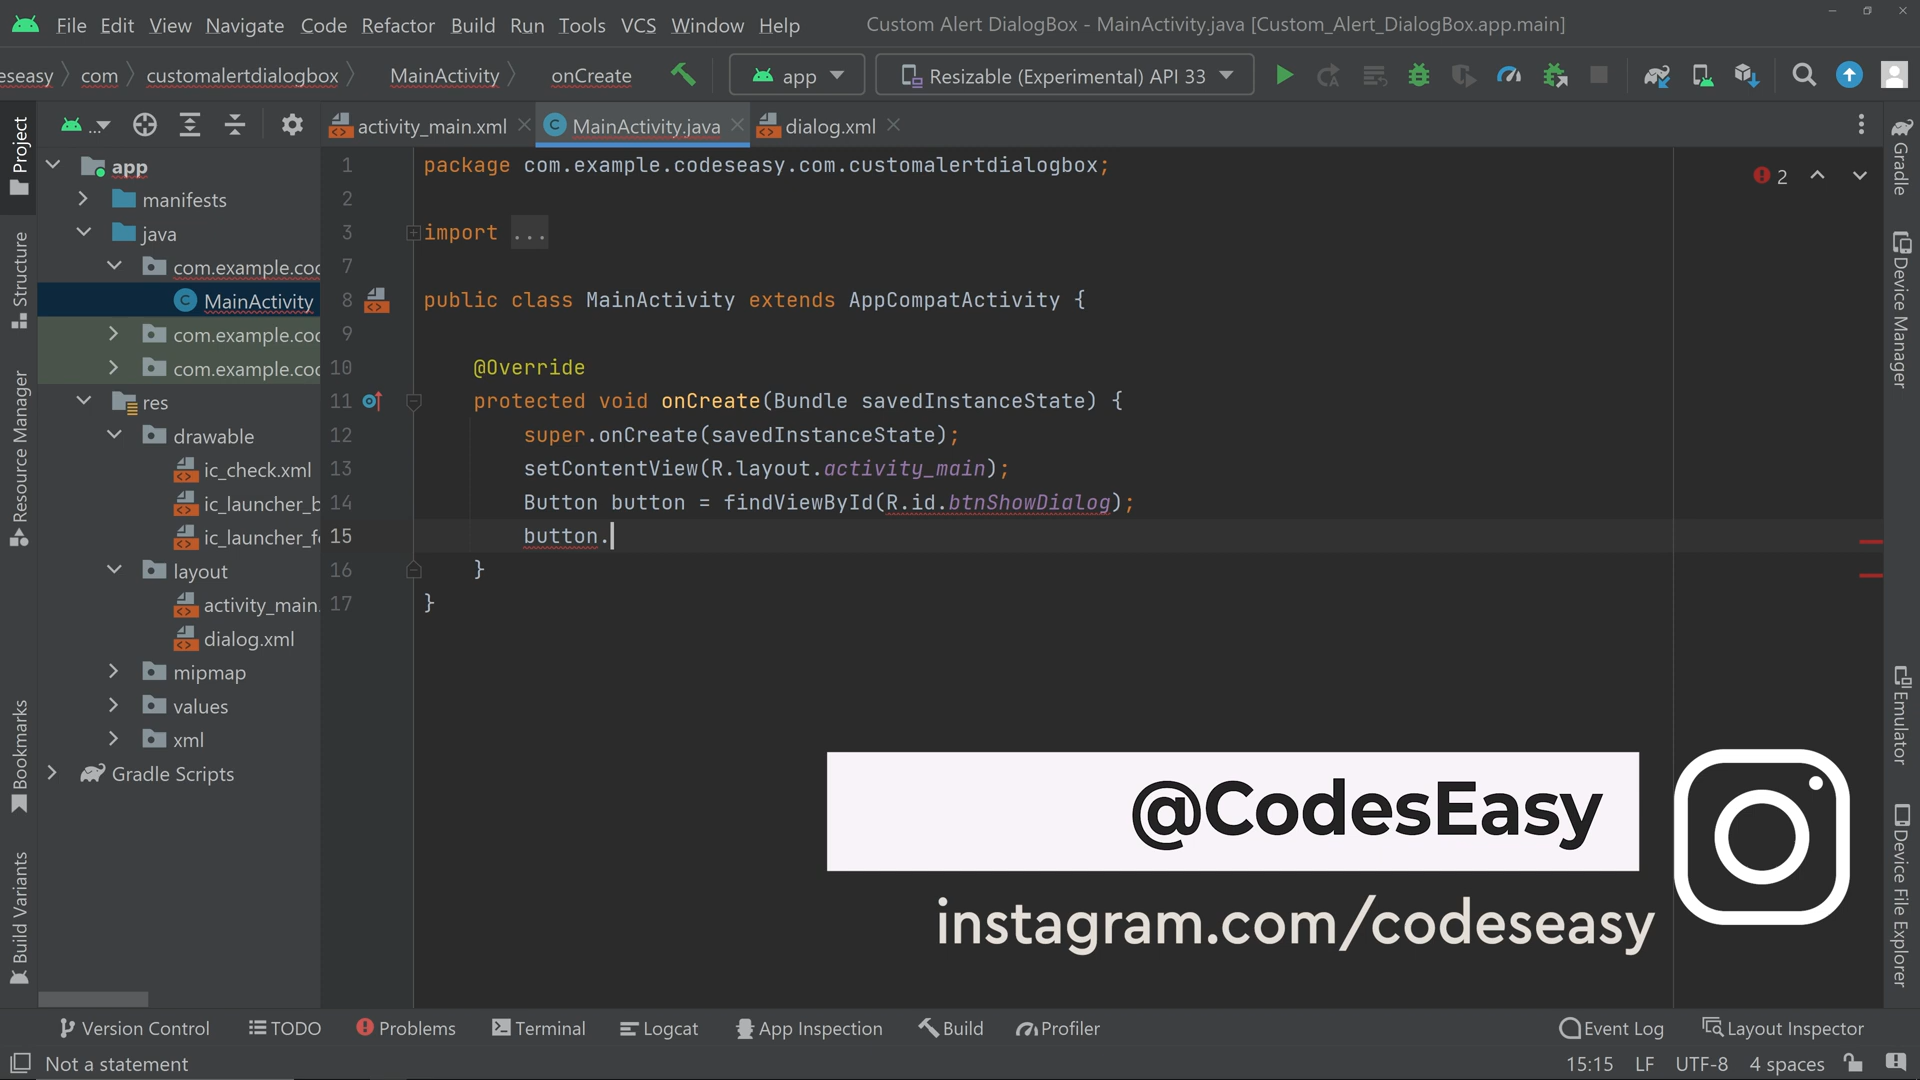 File Edit View Navigate Code Refactor Build Run Tools VCS Window Help
Custom Alert DialogBox - MainActivity.java [Custom_Alert_DialogBox.app.main]
eseasy com customalertdialogbox MainActivity onCreate
app
Resizable (Experimental) API 33
Project
...
activity_main.xml
MainActivity.java
dialog.xml
Gradle
app
manifests
java
com.example.coc
MainActivity
com.example.coc
com.example.coc
res
drawable
ic_check.xml
ic_launcher_b
ic_launcher_f
layout
activity_main.
dialog.xml
mipmap
values
xml
Gradle Scripts
Structure
Resource Manager
Bookmarks
Build Variants
1 package com.example.codeseasy.com.customalertdialogbox;
2
3 import ...
7
8 public class MainActivity extends AppCompatActivity {
9
10 @Override
11 protected void onCreate(Bundle savedInstanceState) {
12 super.onCreate(savedInstanceState);
13 setContentView(R.layout.activity_main);
14 Button button = findViewById(R.id.btnShowDialog);
15 button.
16 }
17 }
2
Device Manager
Emulator
Device File Explorer
@CodesEasy
instagram.com/codeseasy
Version Control TODO Problems Terminal Logcat App Inspection Build Profiler
Event Log Layout Inspector
Not a statement
15:15 LF UTF-8 4 spaces